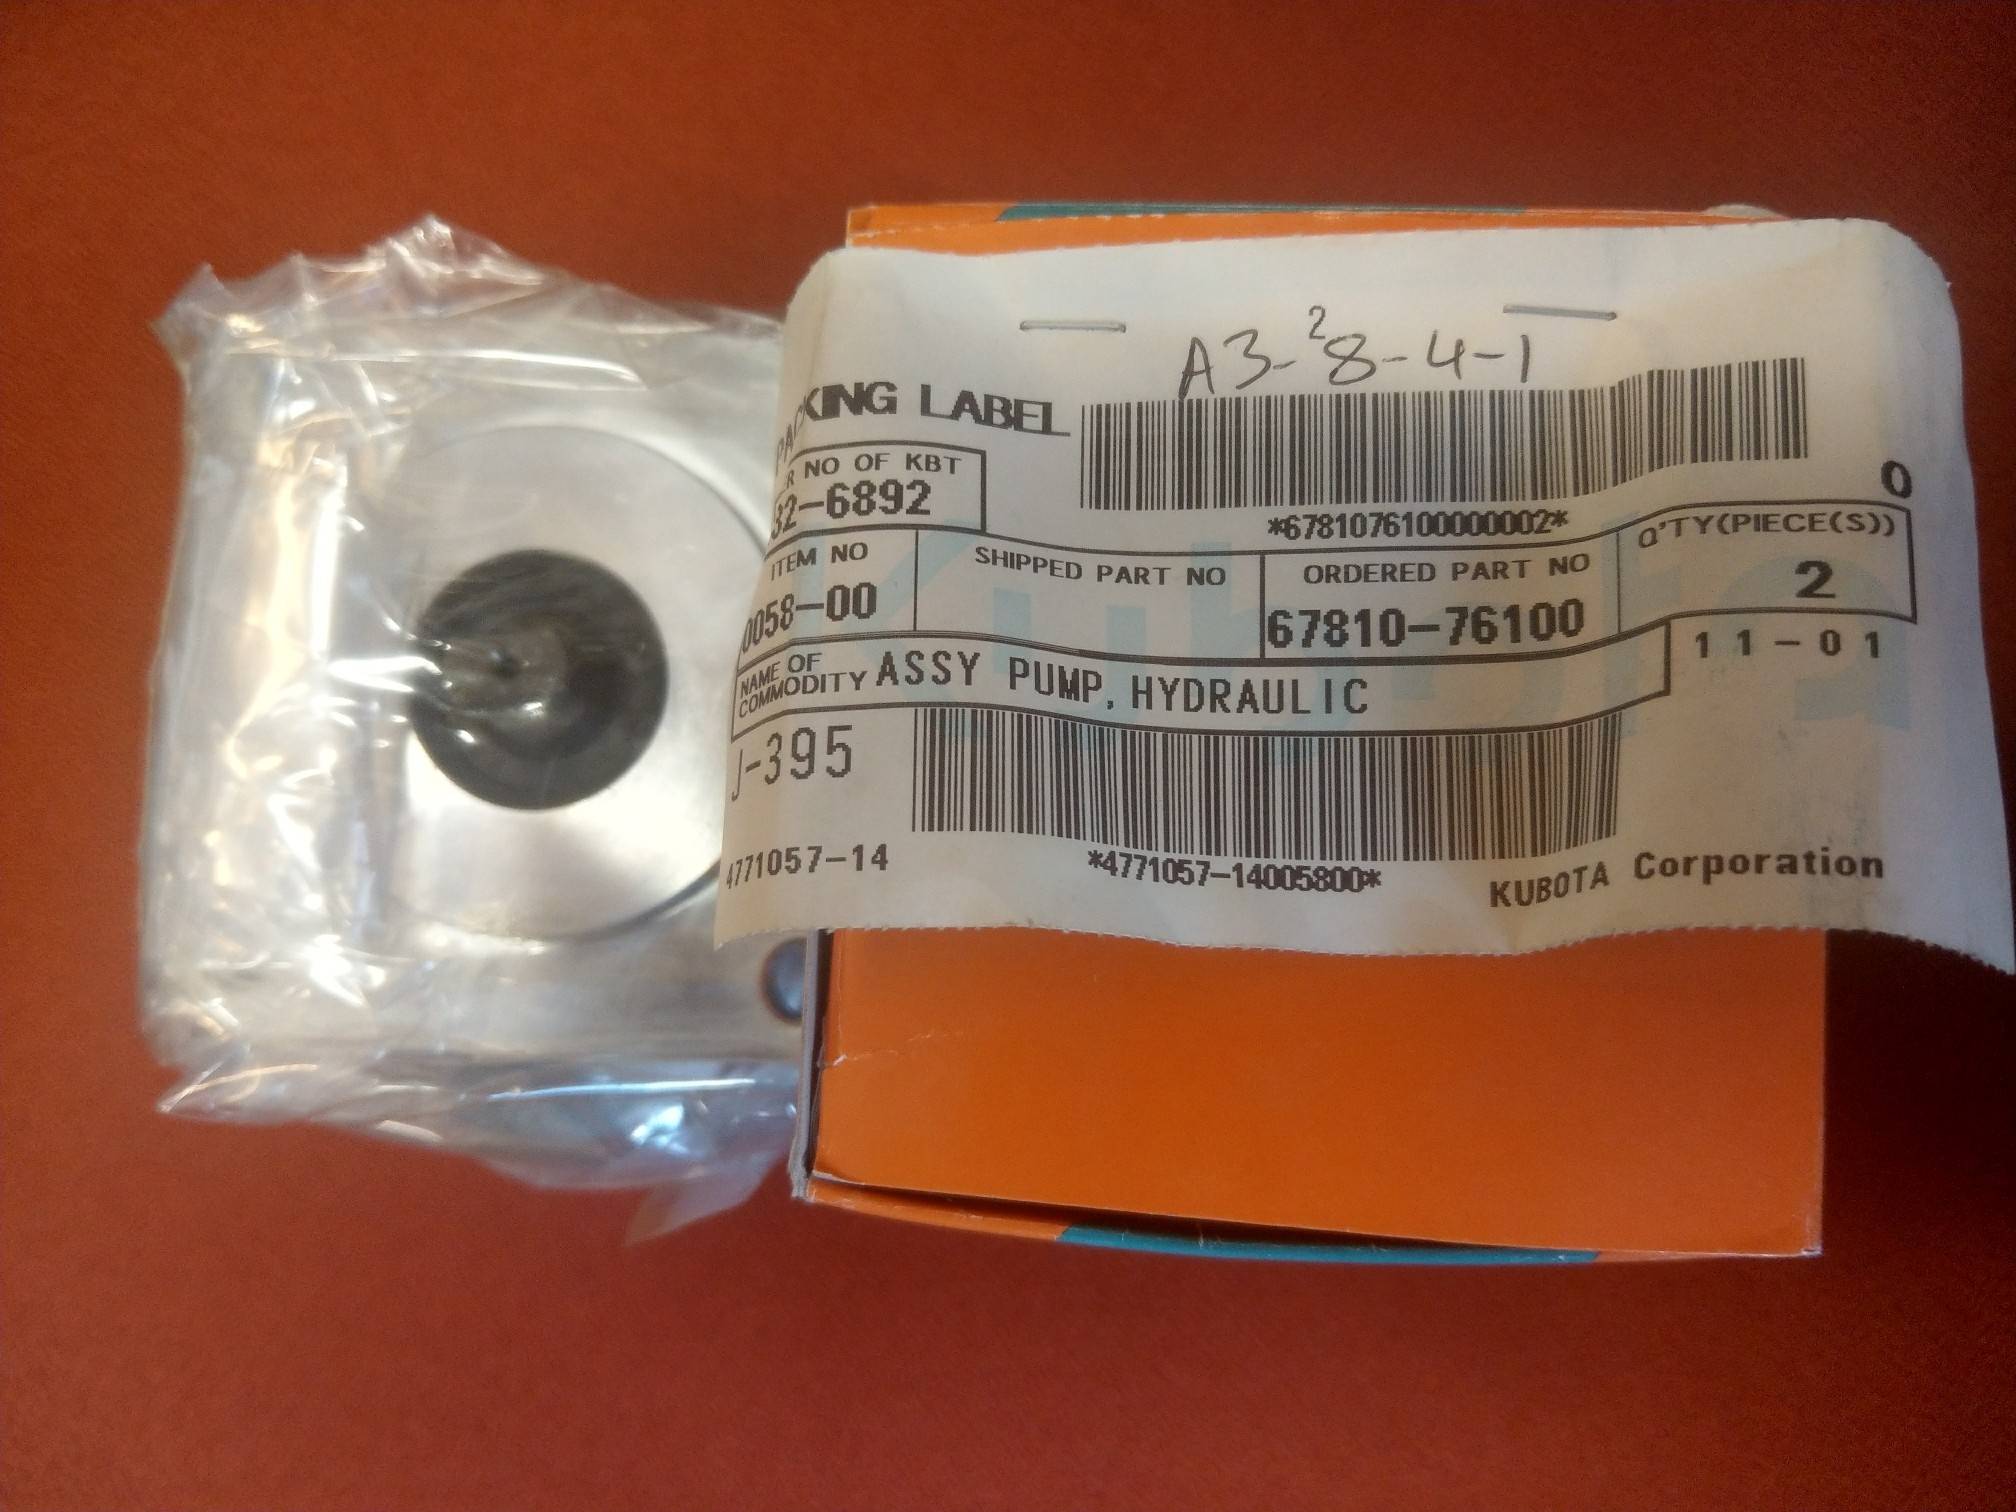 A3-²8-4-1
PACKING LABEL
*6781076100000002*
0
R NO OF KBT
32-6892
ITEM NO
0058-00
SHIPPED PART NO
ORDERED PART NO
67810-76100
Q'TY(PIECE(S))
2
NAME OF
COMMODITY ASSY PUMP, HYDRAULIC
11-01
J-395
4771057-14
*4771057-14005800*
KUBOTA Corporation
Kubota